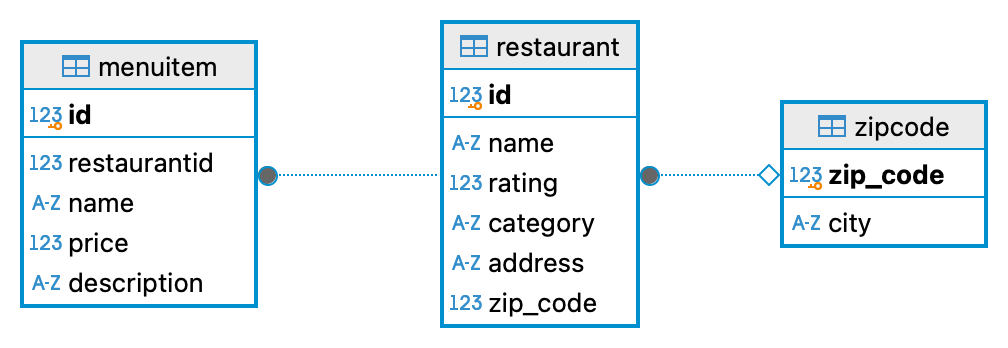 menuitem
123 id
123 restaurantid
A-Z name
123 price
A-Z description
restaurant
123 id
A-Z name
123 rating
A-Z category
A-Z address
123 zip_code
zipcode
123 zip_code
A-Z city